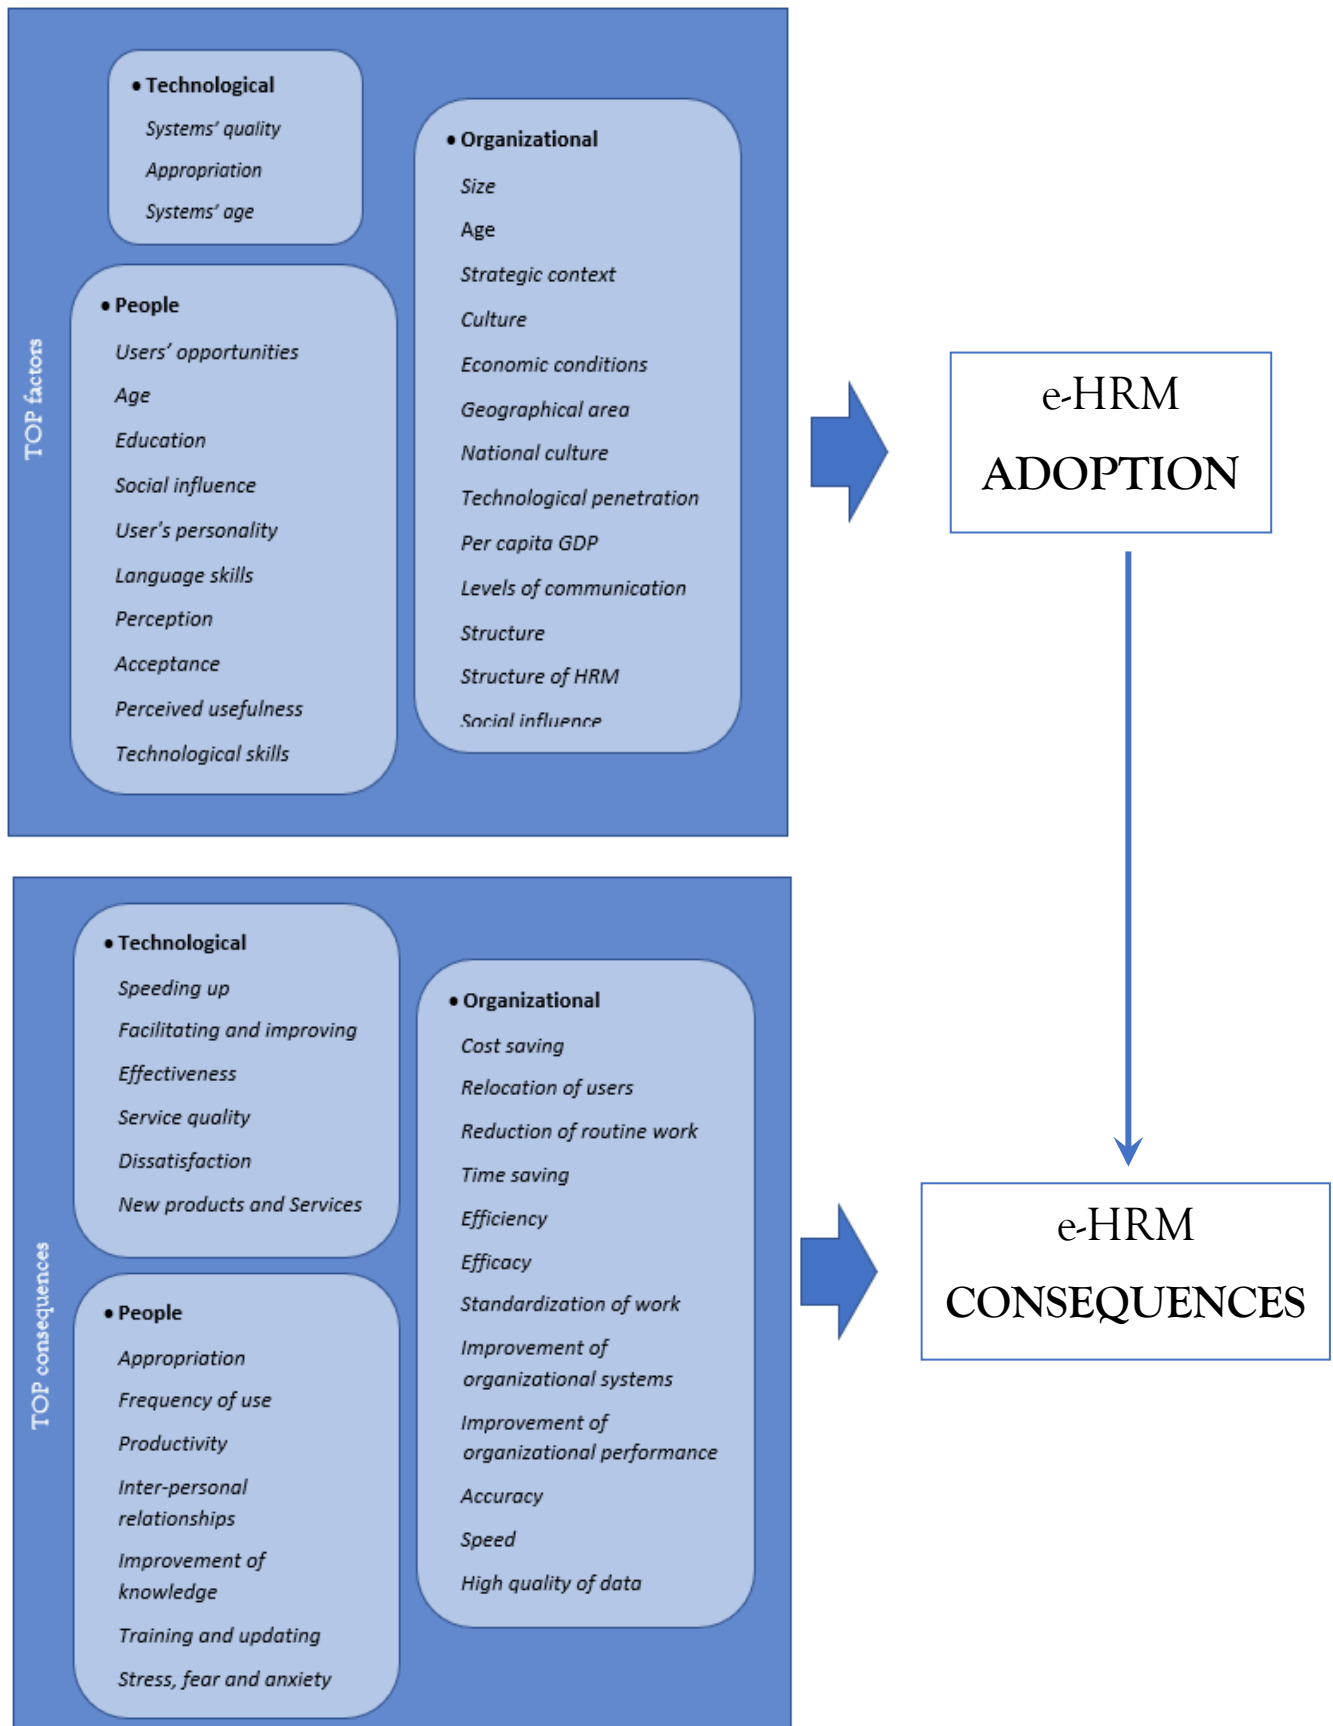 TOP factors
• Technological
Systems’ quality
Appropriation
Systems’ age
• People
Users’ opportunities
Age
Education
Social influence
User's personality
Language skills
Perception
Acceptance
Perceived usefulness
Technological skills
• Organizational
Size
Age
Strategic context
Culture
Economic conditions
Geographical area
National culture
Technological penetration
Per capita GDP
Levels of communication
Structure
Structure of HRM
Social influence
e-HRM
ADOPTION
TOP consequences
• Technological
Speeding up
Facilitating and improving
Effectiveness
Service quality
Dissatisfaction
New products and Services
• People
Appropriation
Frequency of use
Productivity
Inter-personal
relationships
Improvement of
knowledge
Training and updating
Stress, fear and anxiety
• Organizational
Cost saving
Relocation of users
Reduction of routine work
Time saving
Efficiency
Efficacy
Standardization of work
Improvement of
organizational systems
Improvement of
organizational performance
Accuracy
Speed
High quality of data
e-HRM
CONSEQUENCES